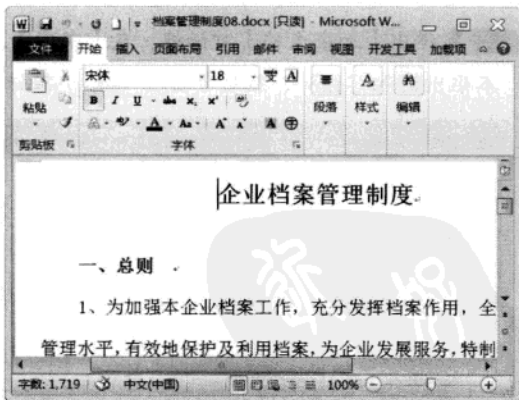 档案管理制度08.docx [只读] - Microsoft W...
文件 开始 插入 页面布局 引用 邮件 审阅 视图 开发工具 加载项
宋体 18 变 A
粘贴 B I U abc x₂ x² 段落 样式 编辑
A Aa A A A 字
剪贴板 字体
企业档案管理制度
一、总则
1、为加强本企业档案工作，充分发挥档案作用，全
管理水平，有效地保护及利用档案，为企业发展服务，特制
字数: 1,719 中文(中国) 100%